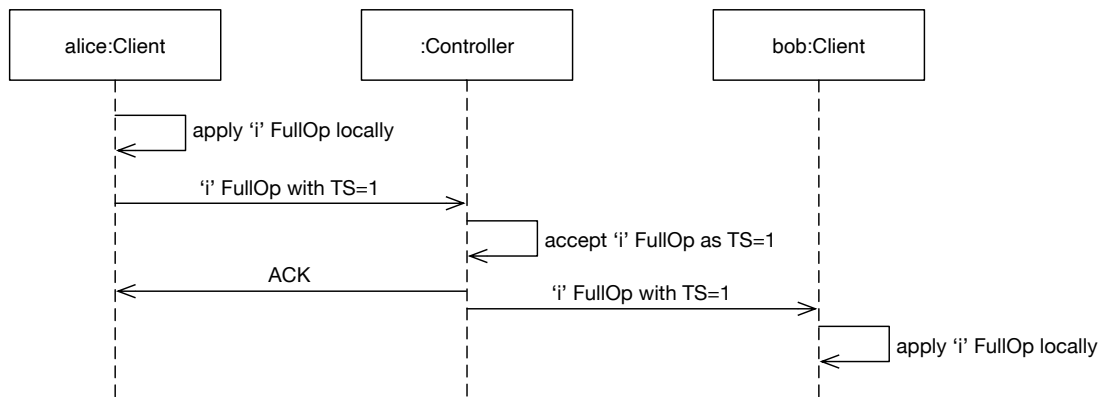 alice:Client
:Controller
bob:Client
apply ‘i’ FullOp locally
‘i’ FullOp with TS=1
accept ‘i’ FullOp as TS=1
ACK
‘i’ FullOp with TS=1
apply ‘i’ FullOp locally